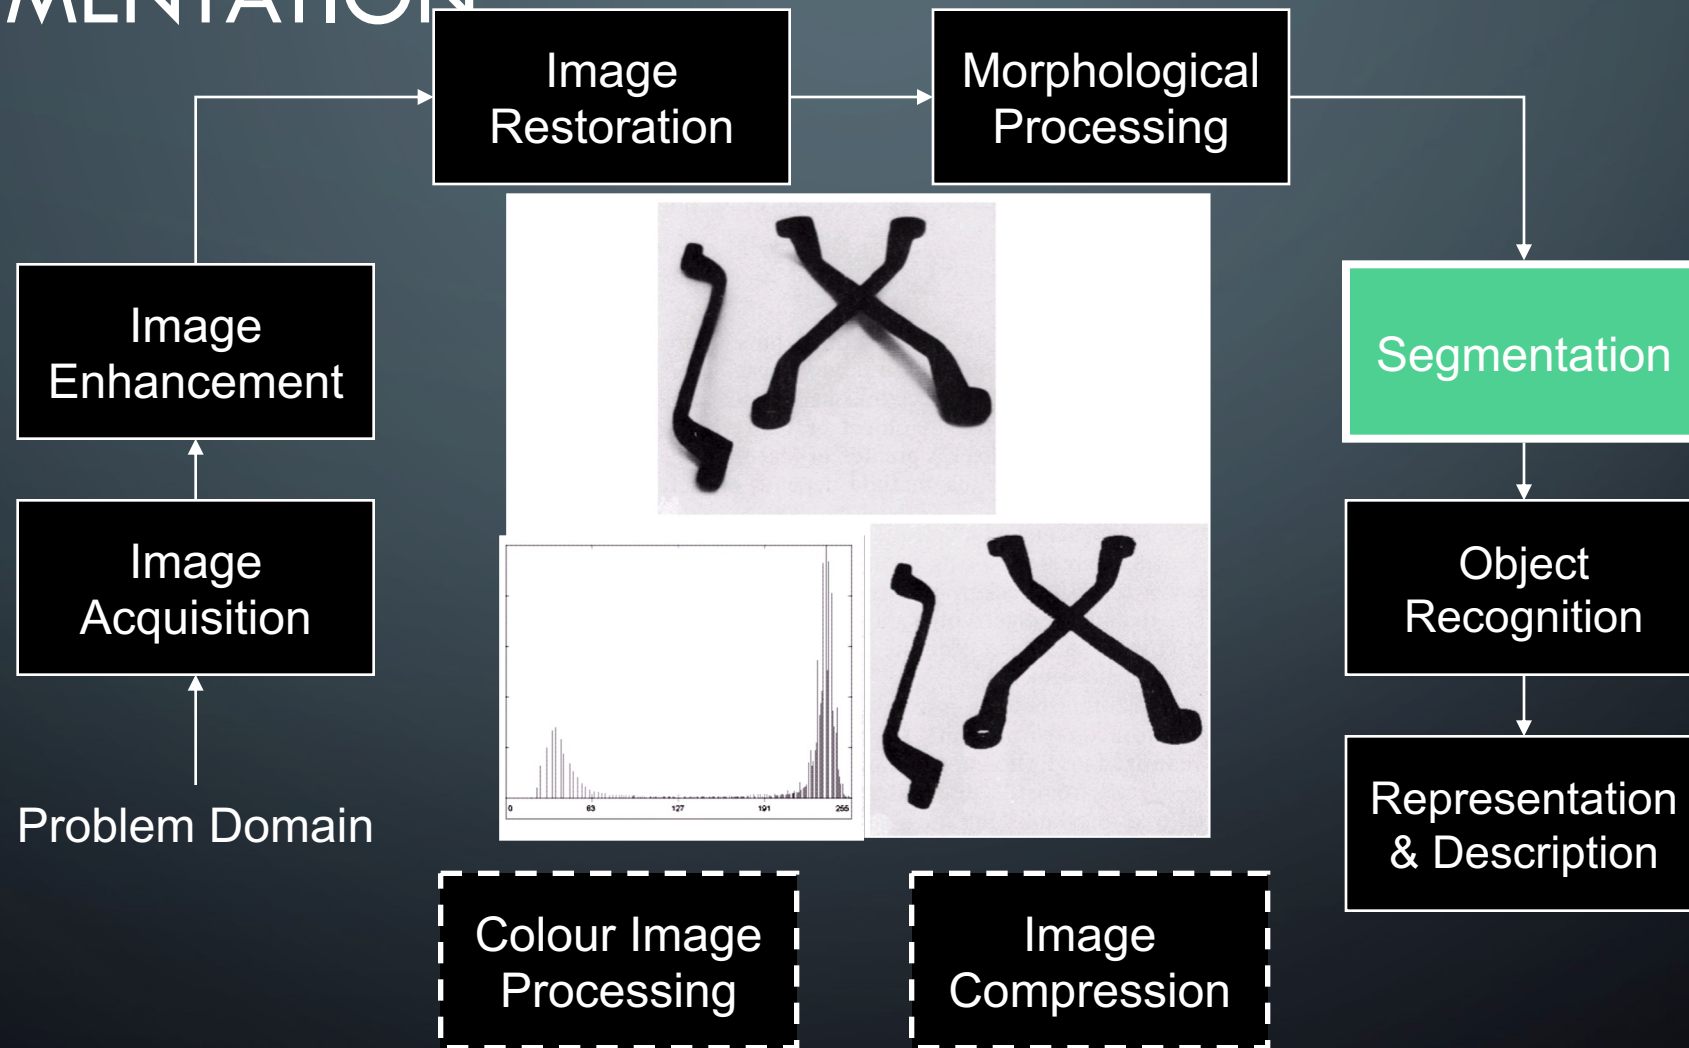 MENTATION
Image
Restoration
Morphological
Processing
Image
Enhancement
Segmentation
Image
Acquisition
Object
Recognition
0 63 127 191 255
Problem Domain
Representation
& Description
Colour Image
Processing
Image
Compression